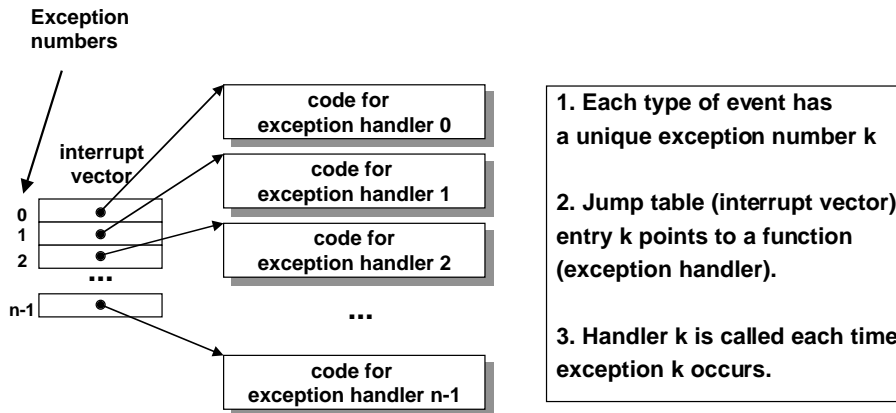 Exception
numbers
interrupt
vector
0
1
2
...
n-1
code for
exception handler 0
code for
exception handler 1
code for
exception handler 2
...
code for
exception handler n-1
1. Each type of event has
a unique exception number k
2. Jump table (interrupt vector)
entry k points to a function
(exception handler).
3. Handler k is called each time
exception k occurs.